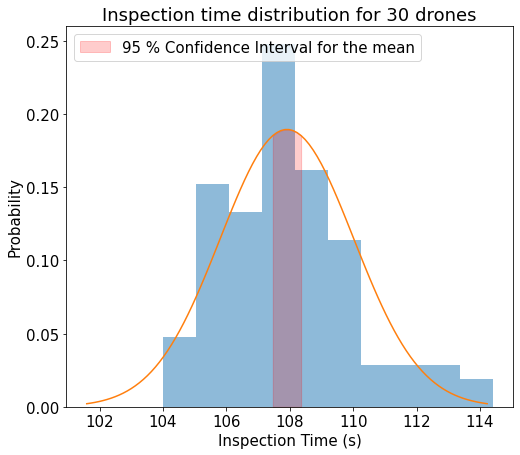 Inspection time distribution for 30 drones
95 % Confidence Interval for the mean
Probability
0.25
0.20
0.15
0.10
0.05
0.00
102 104 106 108 110 112 114
Inspection Time (s)